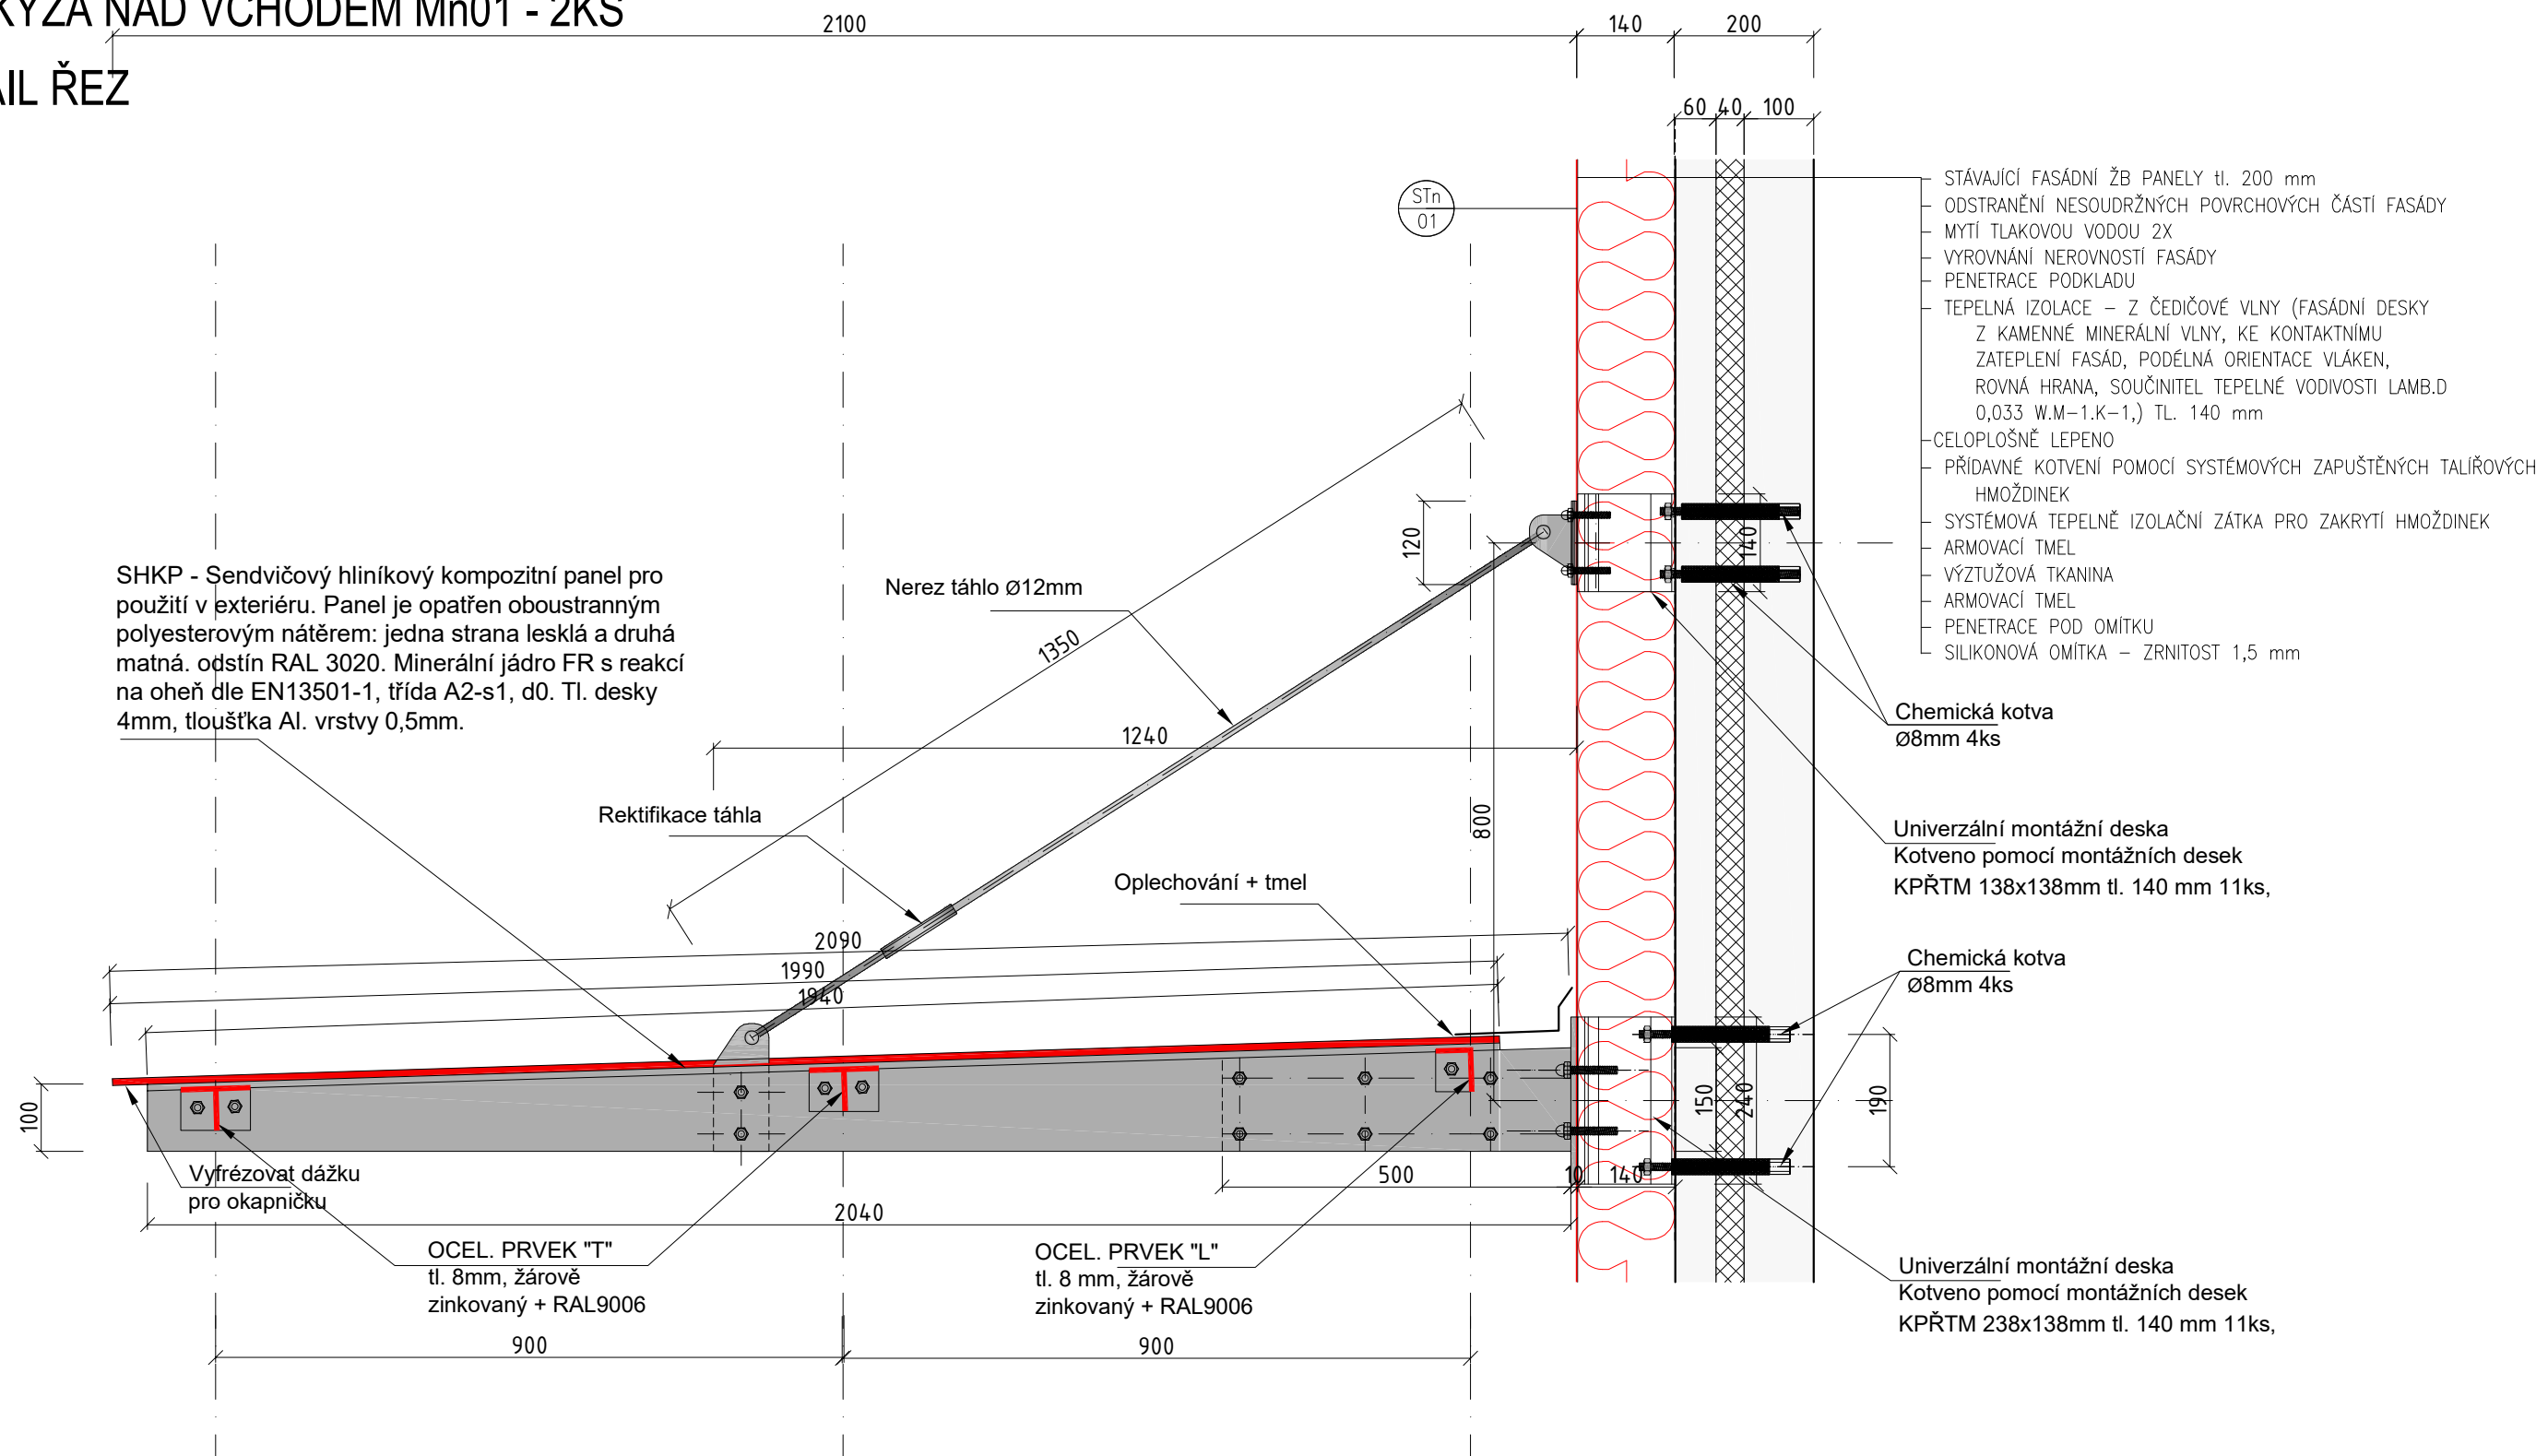 KÝZA NAD VCHODEM Mn01 - 2KS
AIL ŘEZ
2100
140
200
60
40
100
STn
01
STÁVAJÍCÍ FASÁDNÍ ŽB PANELY tl. 200 mm
ODSTRANĚNÍ NESOUDRŽNÝCH POVRCHOVÝCH ČÁSTÍ FASÁDY
MYTÍ TLAKOVOU VODOU 2X
VYROVNÁNÍ NEROVNOSTÍ FASÁDY
PENETRACE PODKLADU
TEPELNÁ IZOLACE – Z ČEDIČOVÉ VLNY (FASÁDNÍ DESKY
Z KAMENNÉ MINERÁLNÍ VLNY, KE KONTAKTNÍMU
ZATEPLENÍ FASÁD, PODÉLNÁ ORIENTACE VLÁKEN,
ROVNÁ HRANA, SOUČINITEL TEPELNÉ VODIVOSTI LAMB.D
0,033 W.M–1.K–1,) TL. 140 mm
CELOPLOŠNĚ LEPENO
PŘÍDAVNÉ KOTVENÍ POMOCÍ SYSTÉMOVÝCH ZAPUŠTĚNÝCH TALÍŘOVÝCH
HMOŽDINEK
SYSTÉMOVÁ TEPELNĚ IZOLAČNÍ ZÁTKA PRO ZAKRYTÍ HMOŽDINEK
ARMOVACÍ TMEL
VÝZTUŽOVÁ TKANINA
ARMOVACÍ TMEL
PENETRACE POD OMÍTKU
SILIKONOVÁ OMÍTKA – ZRNITOST 1,5 mm
120
140
SHKP - Sendvičový hliníkový kompozitní panel pro
použití v exteriéru. Panel je opatřen oboustranným
polyesterovým nátěrem: jedna strana lesklá a druhá
matná. odstín RAL 3020. Minerální jádro FR s reakcí
na oheň dle EN13501-1, třída A2-s1, d0. Tl. desky
4mm, tloušťka Al. vrstvy 0,5mm.
Nerez táhlo Ø12mm
1350
1240
Chemická kotva
Ø8mm 4ks
Rektifikace táhla
800
Univerzální montážní deska
Kotveno pomocí montážních desek
KPŘTM 138x138mm tl. 140 mm 11ks,
Oplechování + tmel
2090
1990
1940
Chemická kotva
Ø8mm 4ks
100
150
240
190
Vyfrézovat dážku
pro okapničku
500
10
140
2040
OCEL. PRVEK "T"
tl. 8mm, žárově
zinkovaný + RAL9006
OCEL. PRVEK "L"
tl. 8 mm, žárově
zinkovaný + RAL9006
Univerzální montážní deska
Kotveno pomocí montážních desek
KPŘTM 238x138mm tl. 140 mm 11ks,
900
900